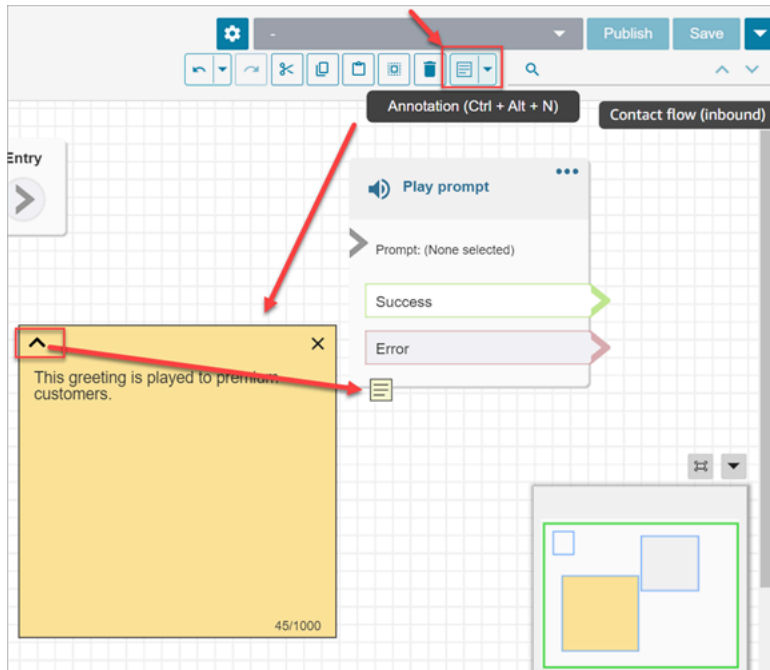 -
Publish
Save
Annotation (Ctrl + Alt + N)
Contact flow (inbound)
Entry
Play prompt
Prompt: (None selected)
Success
Error
This greeting is played to premium
customers.
45/1000